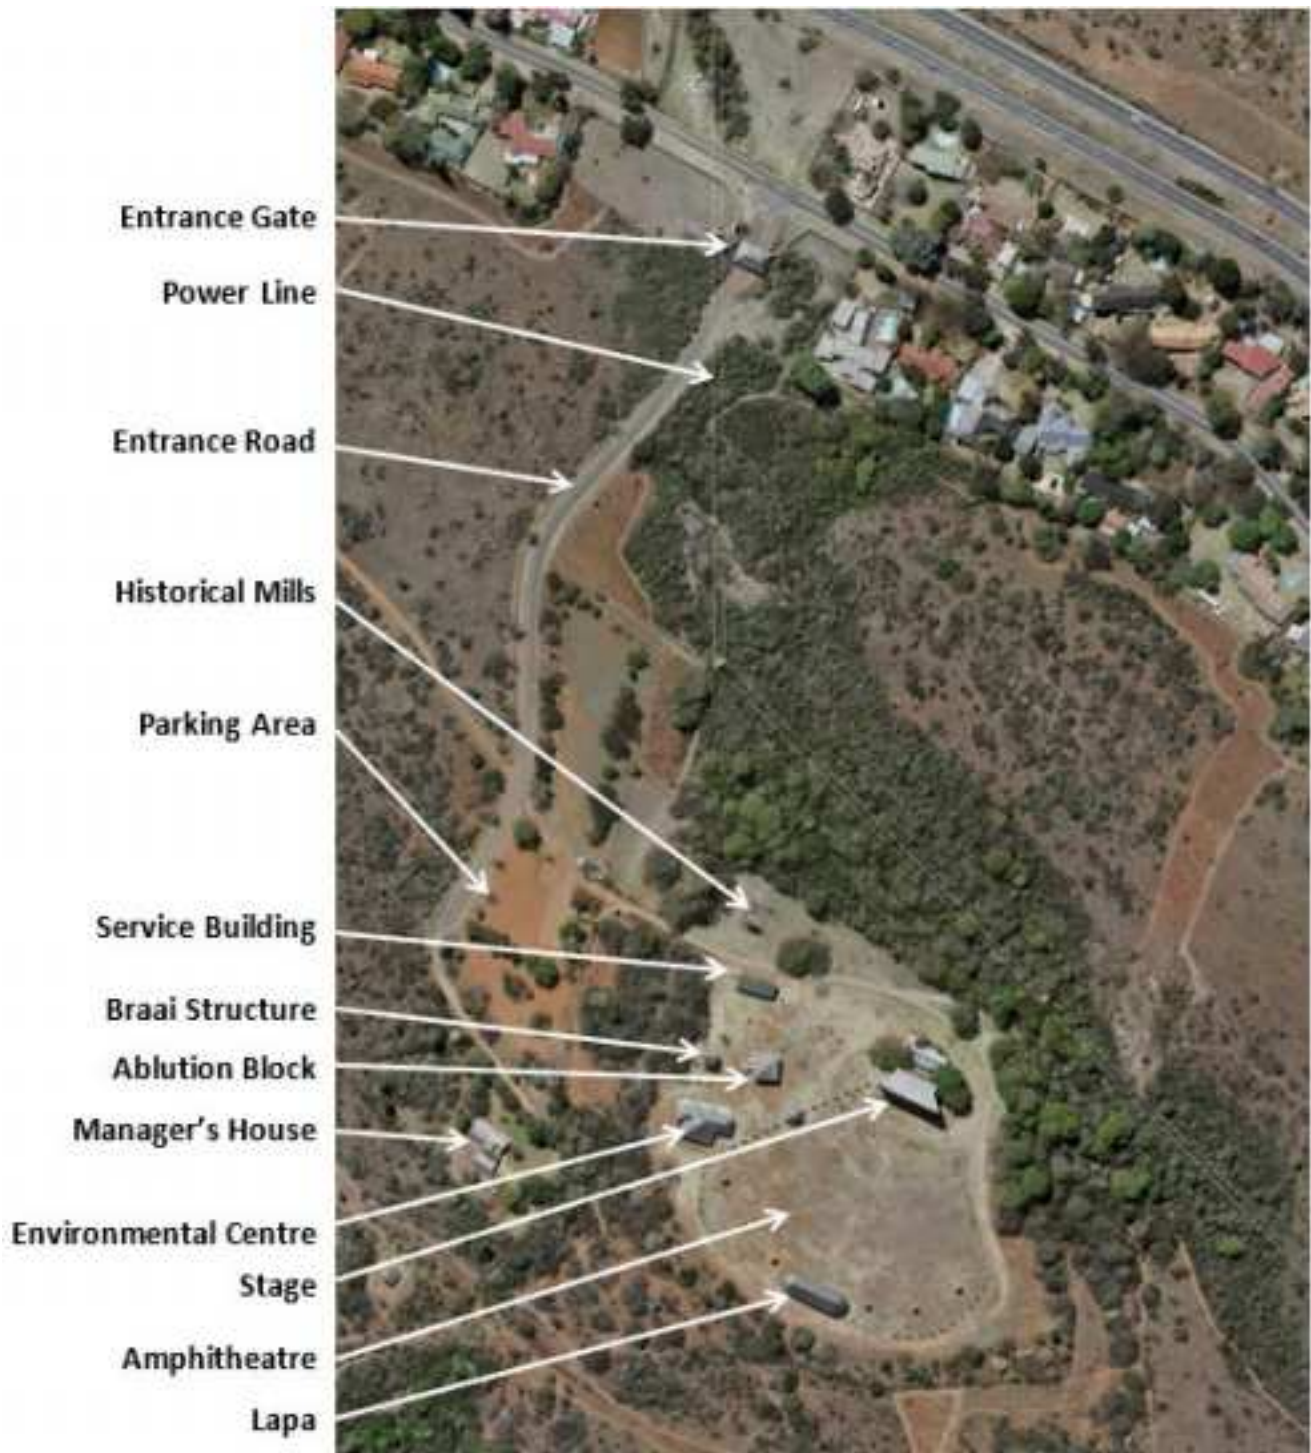 Entrance Gate
Power Line
Entrance Road
Historical Mills
Parking Area
Service Building
Braai Structure
Ablution Block
Manager's House
Environmental Centre
Stage
Amphitheatre
Lapa